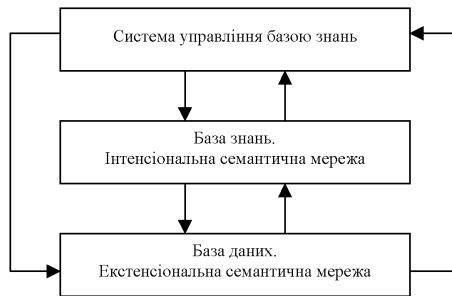 Система управління базою знань
База знань.
Інтенсіональна семантична мережа
База даних.
Екстенсіональна семантична мережа